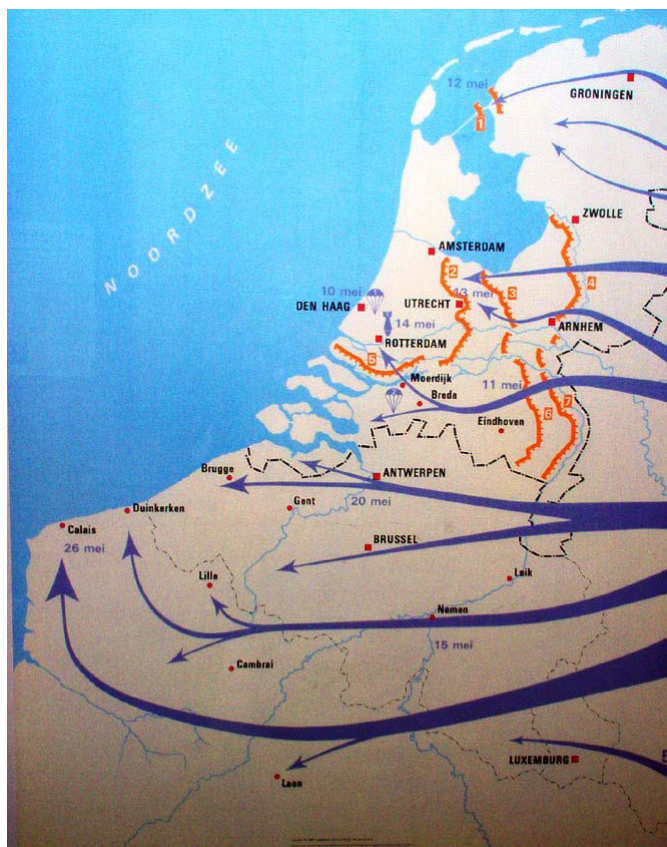 12 mei
GRONINGEN
1
NOORDZEE
ZWOLLE
AMSTERDAM
2
3
4
10 mei
13 mei
DEN HAAG
UTRECHT
14 mei
ARNHEM
ROTTERDAM
5
Moerdijk
11 mei
Breda
6
7
Eindhoven
Brugge
ANTWERPEN
20 mei
Gent
Duinkerken
Calais
26 mei
BRUSSEL
Lille
Luik
Namen
15 mei
Cambrai
LUXEMBURG
Laon